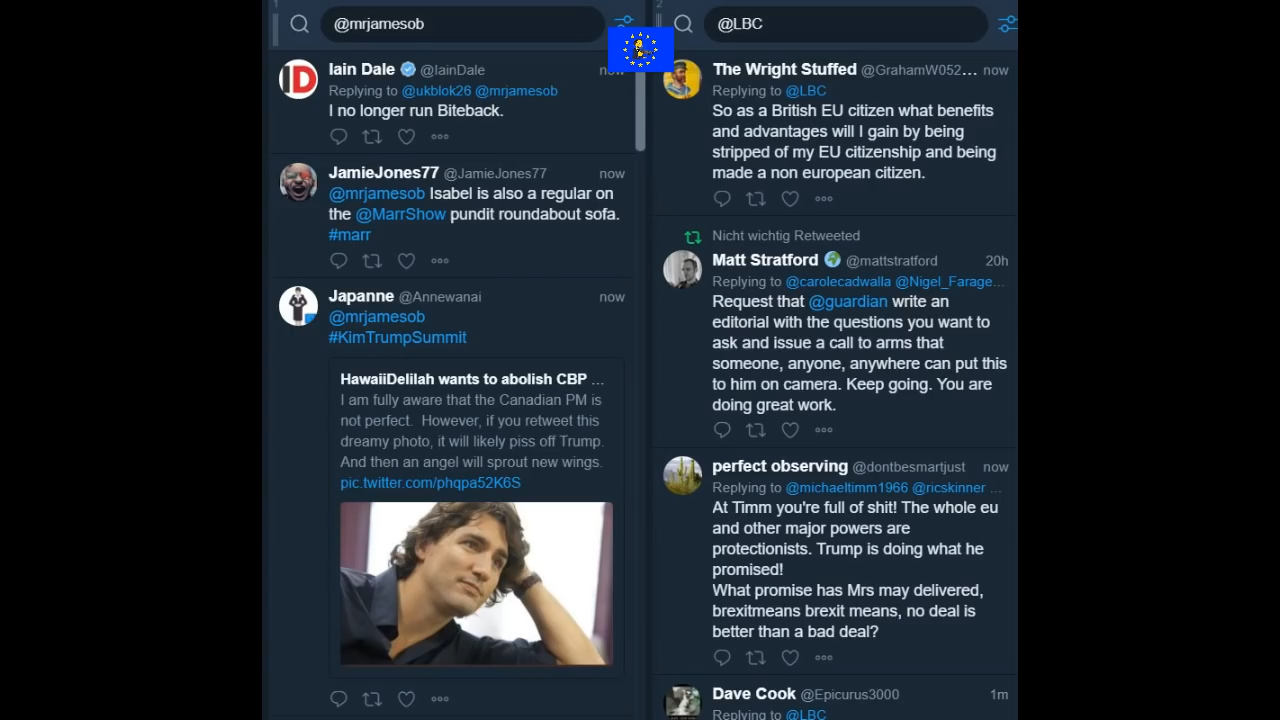 1
@mrjamesob
Iain Dale @IainDale now
Replying to @ukblok26 @mrjamesob
I no longer run Biteback.
JamieJones77 @JamieJones77 now
@mrjamesob Isabel is also a regular on
the @MarrShow pundit roundabout sofa.
#marr
Japanne @Annewanai now
@mrjamesob
#KimTrumpSummit
HawaiiDelilah wants to abolish CBP ...
I am fully aware that the Canadian PM is
not perfect. However, if you retweet this
dreamy photo, it will likely piss off Trump.
And then an angel will sprout new wings.
pic.twitter.com/phqpa52K6S
2
@LBC
The Wright Stuffed @GrahamW052... now
Replying to @LBC
So as a British EU citizen what benefits
and advantages will I gain by being
stripped of my EU citizenship and being
made a non european citizen.
Nicht wichtig Retweeted
Matt Stratford @mattstratford 20h
Replying to @carolecadwalla @Nigel_Farage...
Request that @guardian write an
editorial with the questions you want to
ask and issue a call to arms that
someone, anyone, anywhere can put this
to him on camera. Keep going. You are
doing great work.
perfect observing @dontbesmartjust now
Replying to @michaeltimm1966 @ricskinner ...
At Timm you're full of shit! The whole eu
and other major powers are
protectionists. Trump is doing what he
promised!
What promise has Mrs may delivered,
brexitmeans brexit means, no deal is
better than a bad deal?
Dave Cook @Epicurus3000 1m
Replying to @LBC